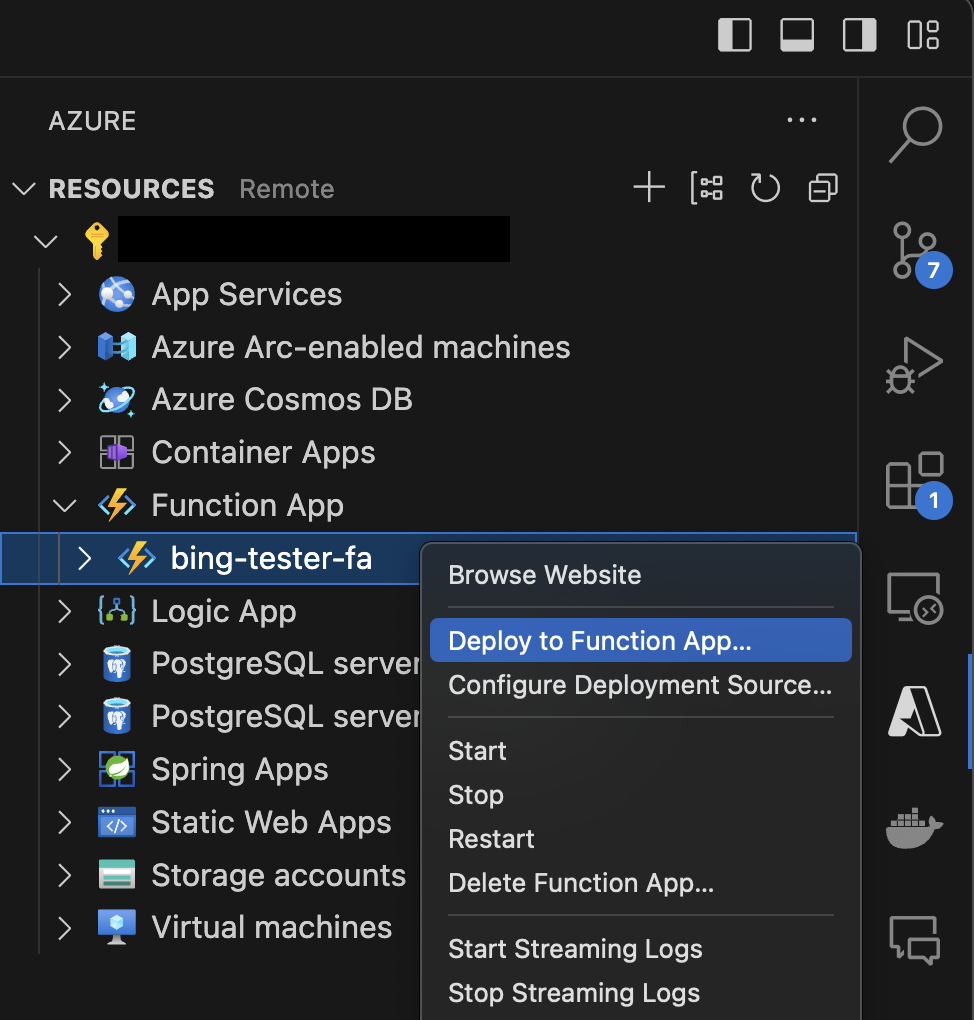 AZURE
RESOURCES Remote
App Services
Azure Arc-enabled machines
Azure Cosmos DB
Container Apps
Function App
bing-tester-fa
Logic App
PostgreSQL server
PostgreSQL server
Spring Apps
Static Web Apps
Storage accounts
Virtual machines
Browse Website
Deploy to Function App...
Configure Deployment Source...
Start
Stop
Restart
Delete Function App...
Start Streaming Logs
Stop Streaming Logs
7
1